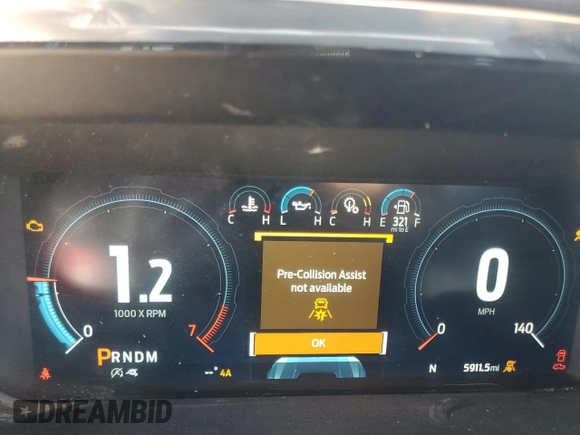 C H L H C H E 321 F
mi to E
Pre-Collision Assist
not available
OK
1.2
1000 X RPM
0 7
PRNDM
0
MPH
0 140
--° 4A
N 5911.5mi
DREAMBID